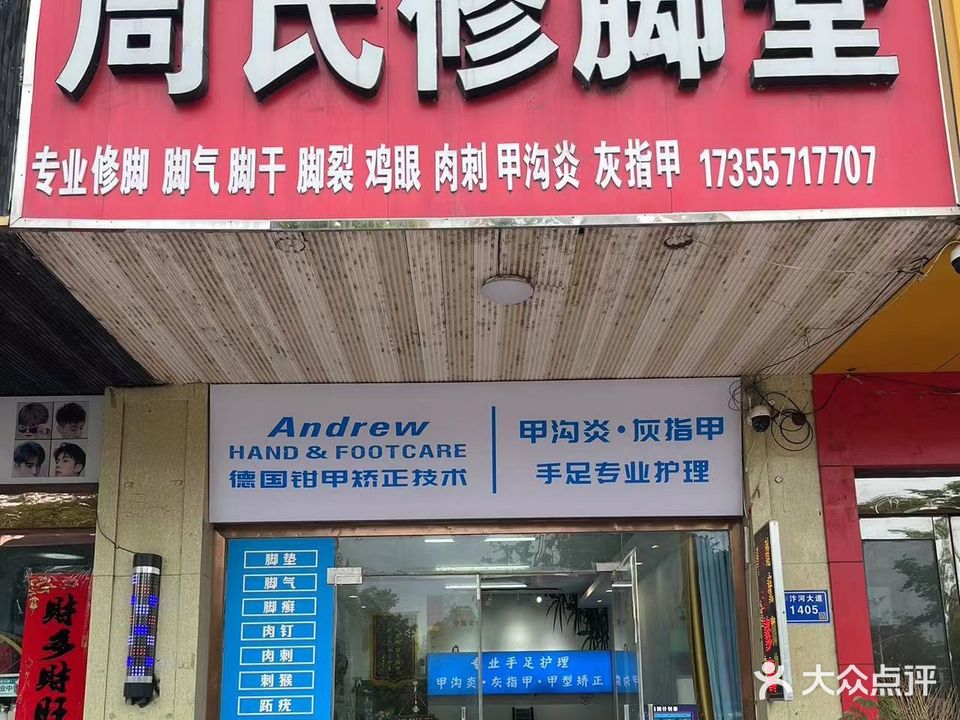 周氏修脚堂
专业修脚 脚气 脚干 脚裂 鸡眼 肉刺 甲沟炎 灰指甲 17355717707
Andrew
HAND & FOOTCARE
德国钳甲矫正技术
甲沟炎·灰指甲
手足专业护理
脚垫
脚气
脚癣
肉钉
肉刺
刺猴
跖疣
专业手足护理
甲沟炎·灰指甲·甲型矫正
财多财旺
汴河大道
1405
大众点评